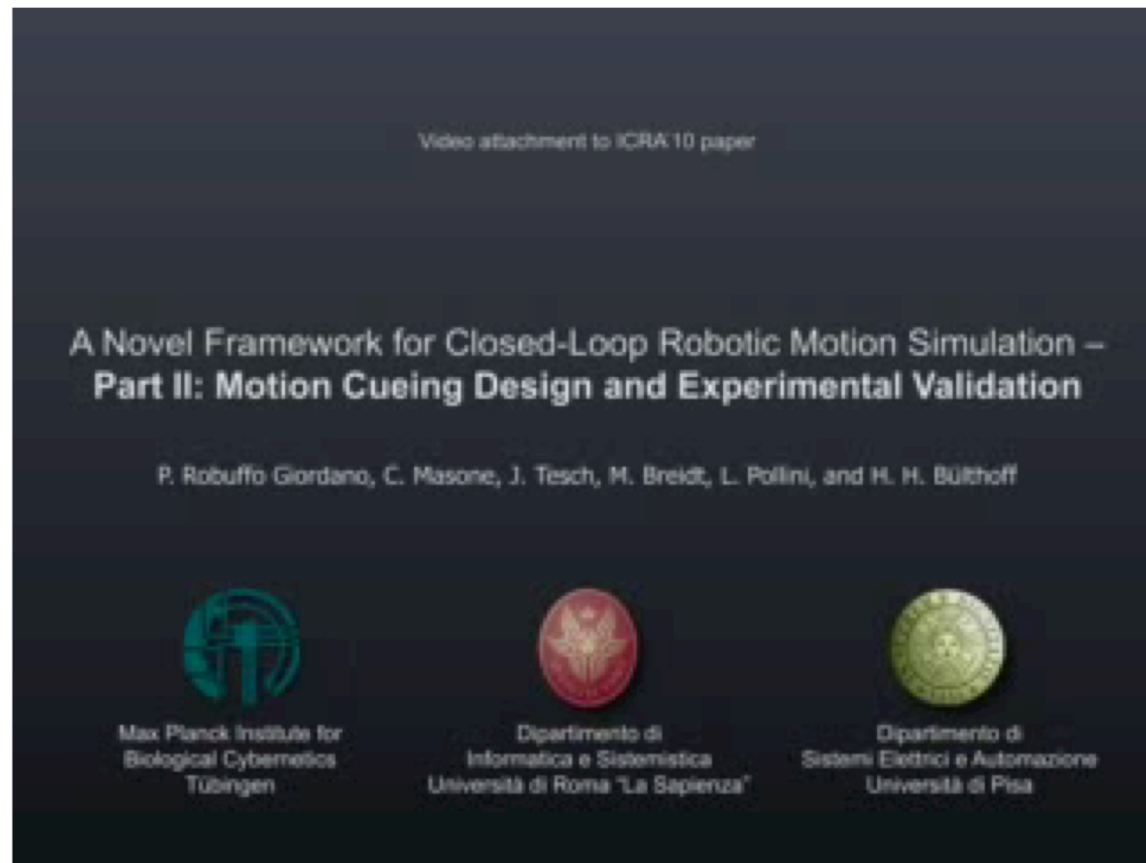 Video attachment to ICRA'10 paper
A Novel Framework for Closed-Loop Robotic Motion Simulation –
Part II: Motion Cueing Design and Experimental Validation
P. Robuffo Giordano, C. Masone, J. Tesch, M. Breidt, L. Pollini, and H. H. Bülthoff
Max Planck Institute for
Biological Cybernetics
Tübingen
Dipartimento di
Informatica e Sistemistica
Università di Roma "La Sapienza"
Dipartimento di
Sistemi Elettrici e Automazione
Università di Pisa